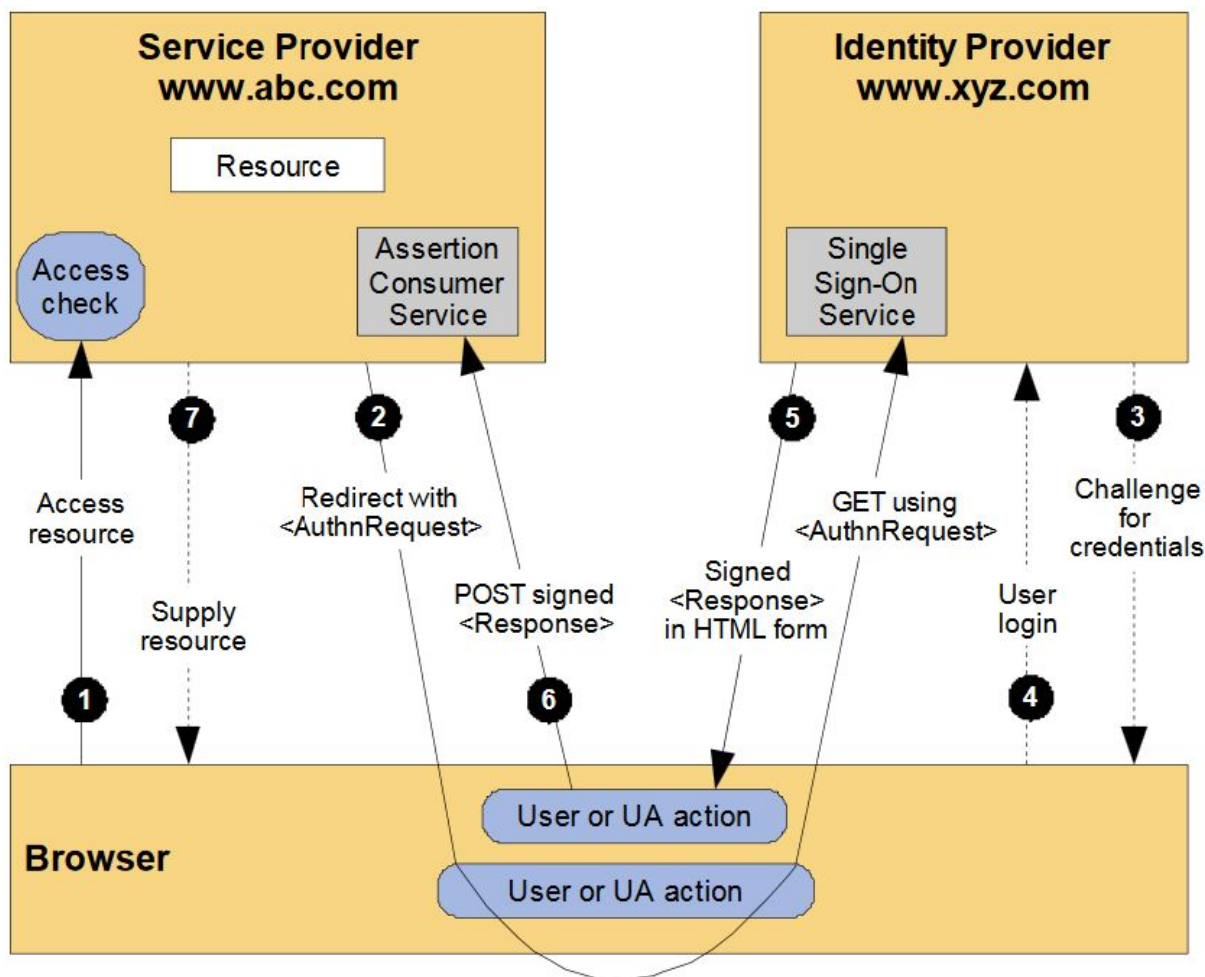 Service Provider
www.abc.com
Identity Provider
www.xyz.com
Resource
Access
check
Assertion
Consumer
Service
Single
Sign-On
Service
7
2
5
3
Access
resource
Redirect with
<AuthnRequest>
GET using
<AuthnRequest>
Challenge
for
credentials
Supply
resource
POST signed
<Response>
Signed
<Response>
in HTML form
User
login
1
6
4
User or UA action
Browser
User or UA action